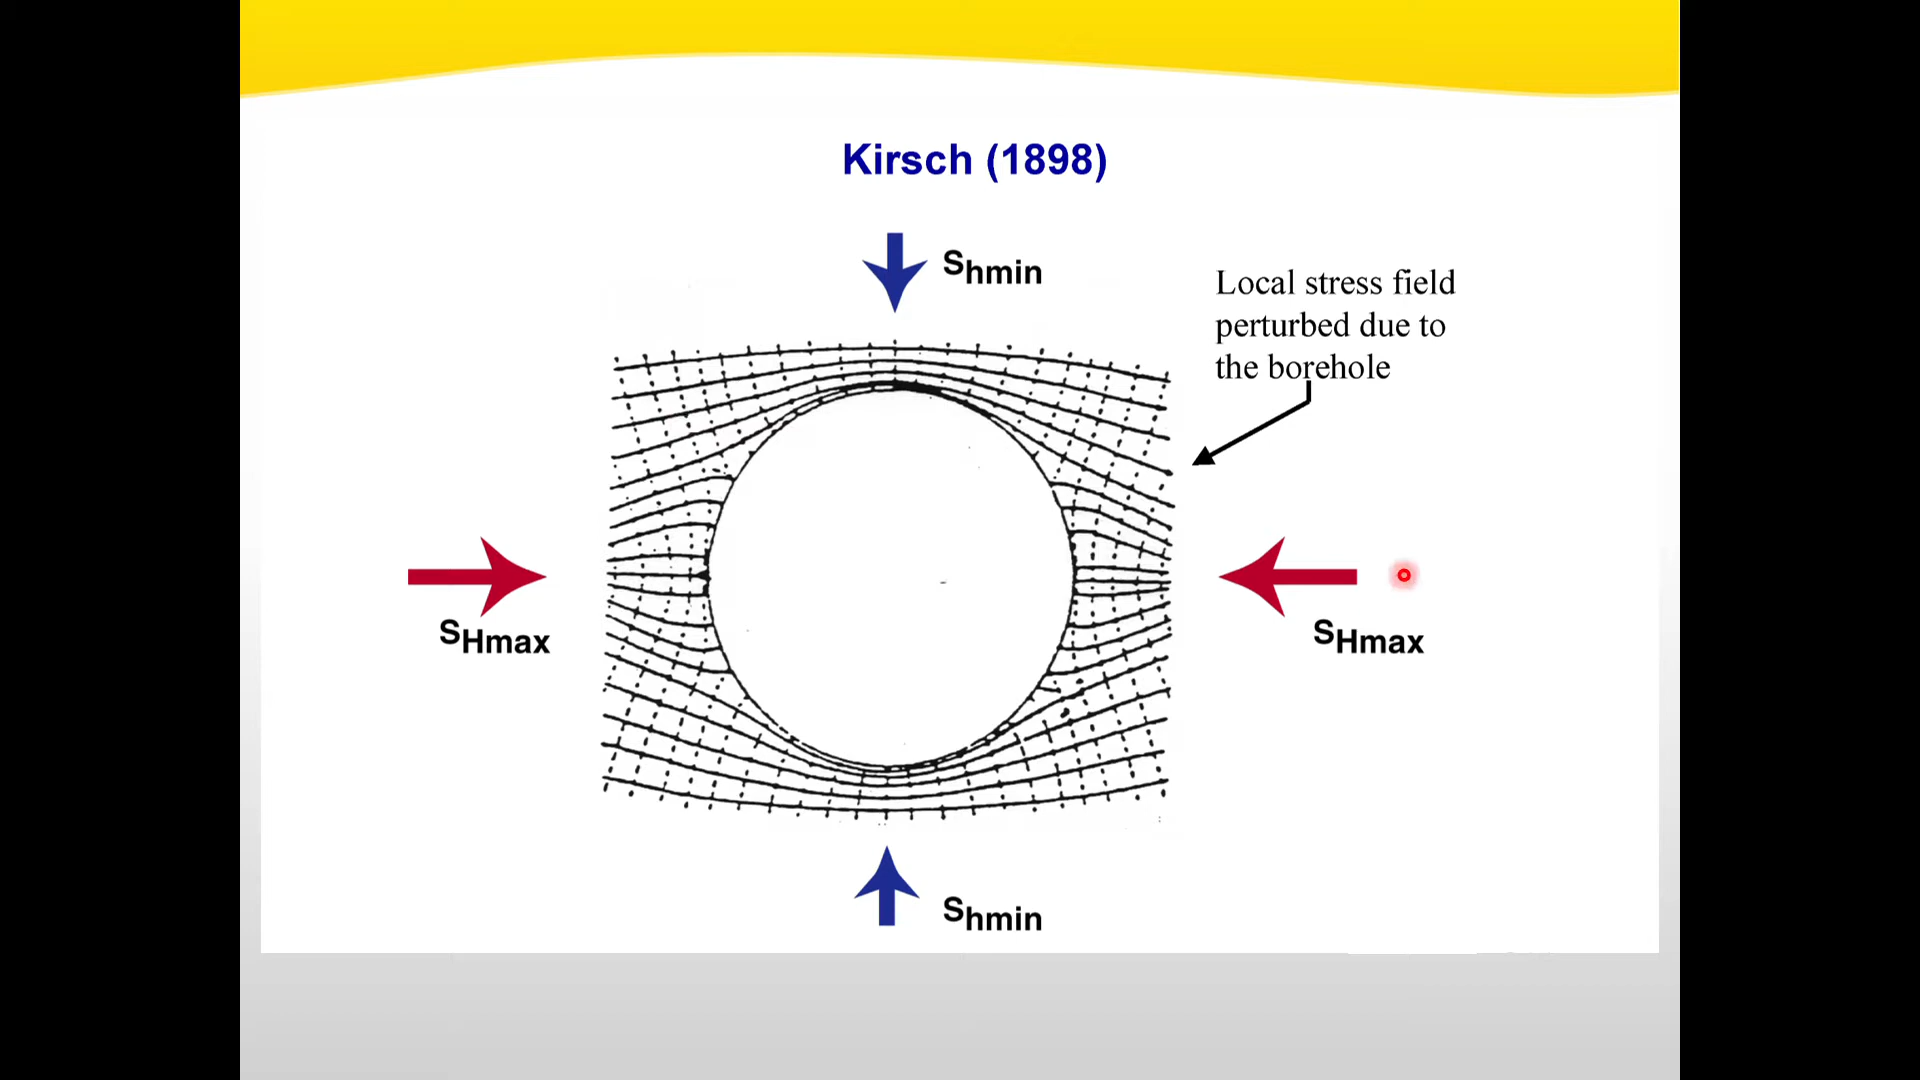 Kirsch (1898)
Shmin
Local stress field
perturbed due to
the borehole
SHmax
SHmax
Shmin